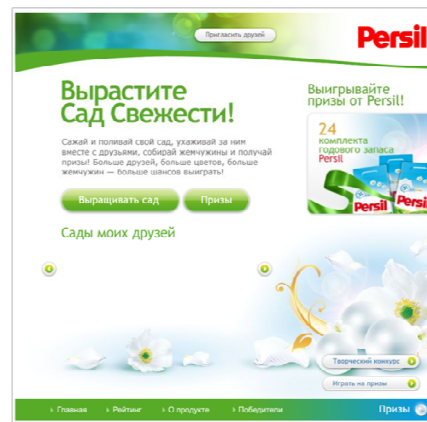 Пригласить друзей
Persil
Вырастите
Сад Свежести!
Сажай и поливай свой сад, ухаживай за ним
вместе с друзьями, собирай жемчужины и получай
призы! Больше друзей, больше цветов, больше
жемчужин — больше шансов выиграть!
Выращивать сад
Призы
Выигрывайте
призы от Persil!
24
комплекта
годового запаса
Persil
Persil
Persil
Сады моих друзей
Творческий конкурс
Играть на призы
Главная
Рейтинг
О продукте
Победители
Призы